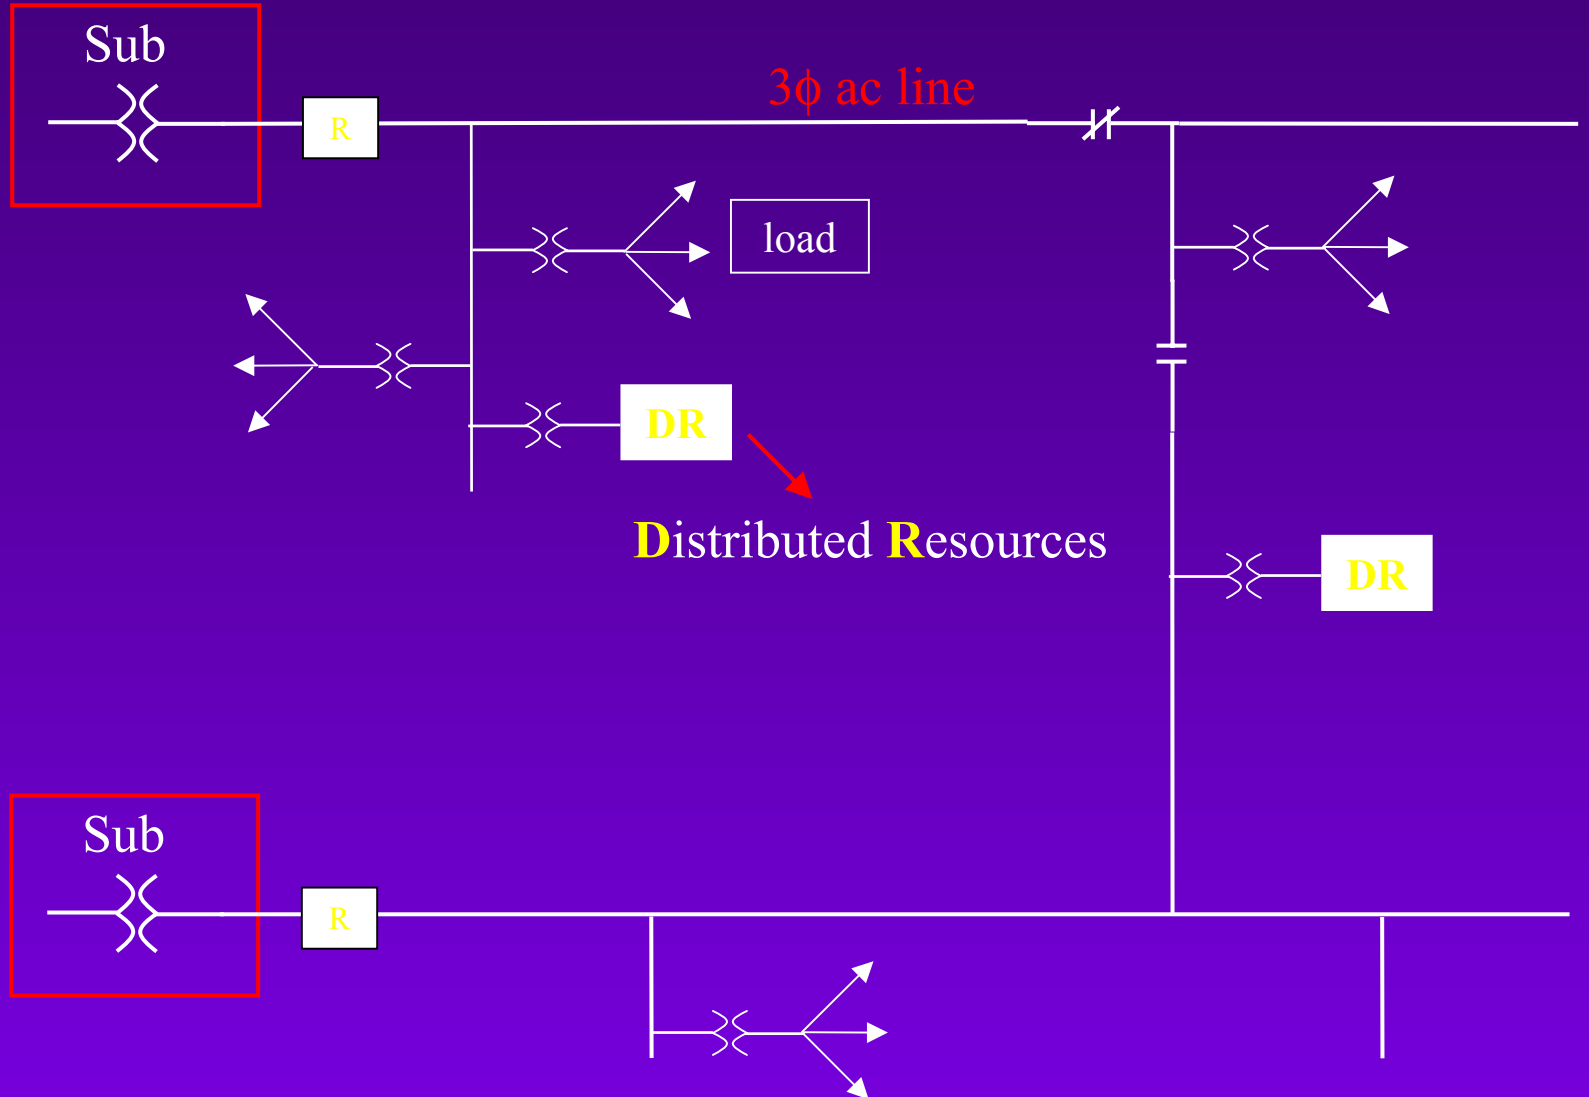 Sub
3ϕ ac line
R
load
DR
Distributed Resources
DR
Sub
R